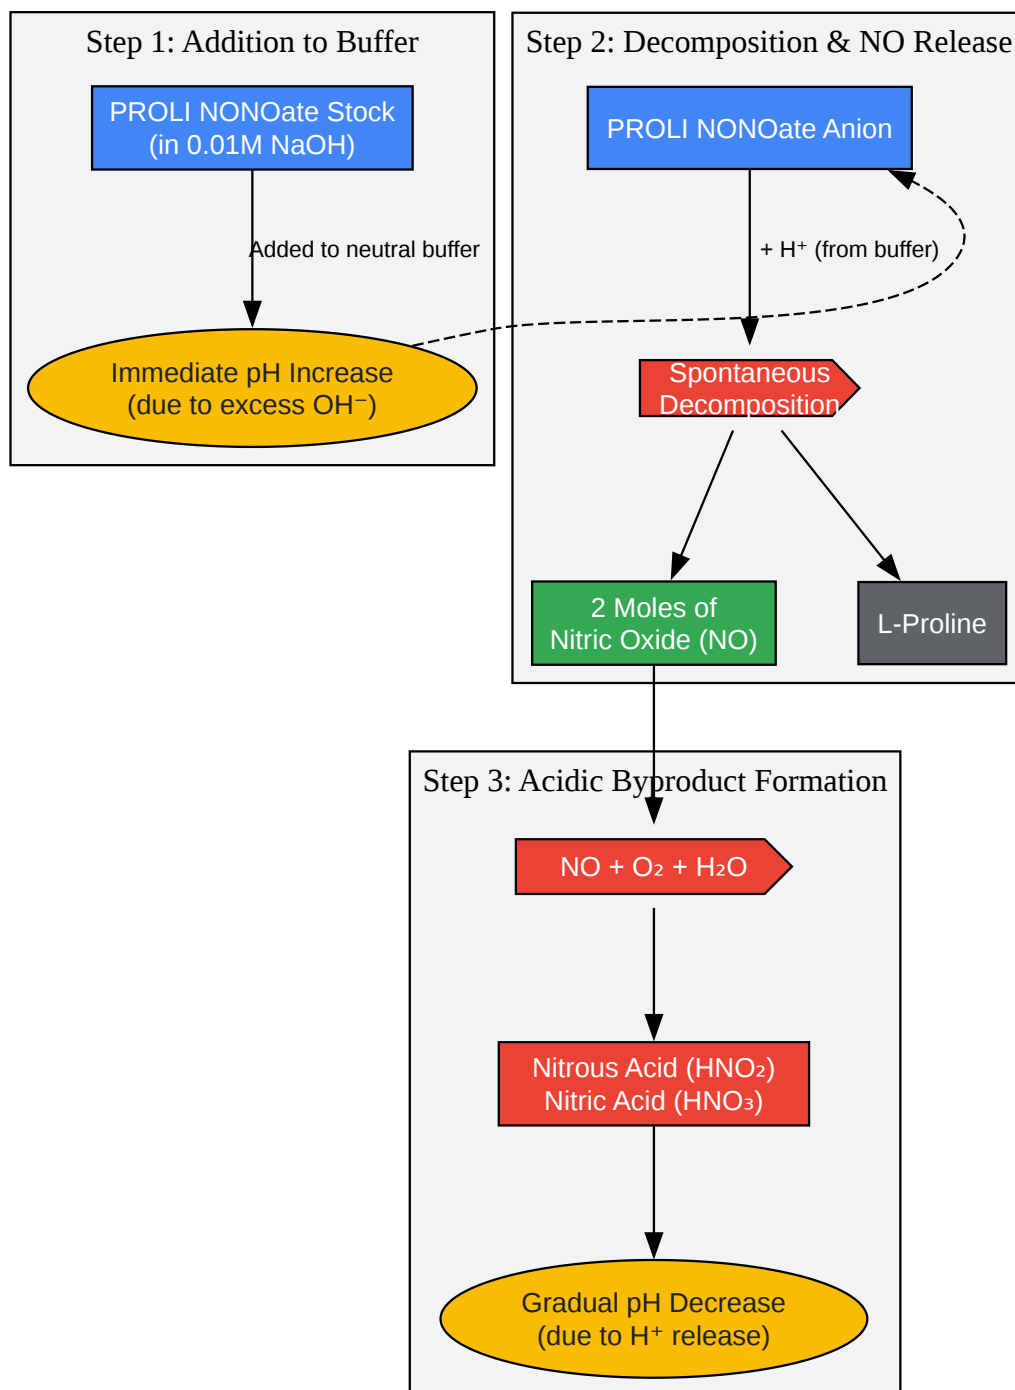 Step 1: Addition to Buffer
PROLI NONOate Stock
(in 0.01M NaOH)
Added to neutral buffer
Immediate pH Increase
(due to excess OH⁻)
Step 2: Decomposition & NO Release
PROLI NONOate Anion
+ H⁺ (from buffer)
Spontaneous
Decomposition
2 Moles of
Nitric Oxide (NO)
L-Proline
Step 3: Acidic Byproduct Formation
NO + O₂ + H₂O
Nitrous Acid (HNO₂)
Nitric Acid (HNO₃)
Gradual pH Decrease
(due to H⁺ release)